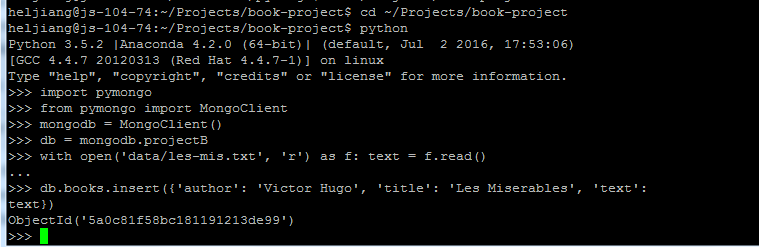 heljiang@js-104-74:~/Projects/book-project$ cd ~/Projects/book-project
heljiang@js-104-74:~/Projects/book-project$ python
Python 3.5.2 |Anaconda 4.2.0 (64-bit)| (default, Jul  2 2016, 17:53:06)
[GCC 4.4.7 20120313 (Red Hat 4.4.7-1)] on linux
Type "help", "copyright", "credits" or "license" for more information.
>>> import pymongo
>>> from pymongo import MongoClient
>>> mongodb = MongoClient()
>>> db = mongodb.projectB
>>> with open('data/les-mis.txt', 'r') as f: text = f.read()
...
>>> db.books.insert({'author': 'Victor Hugo', 'title': 'Les Miserables', 'text':
text})
ObjectId('5a0c81f58bc181191213de99')
>>>